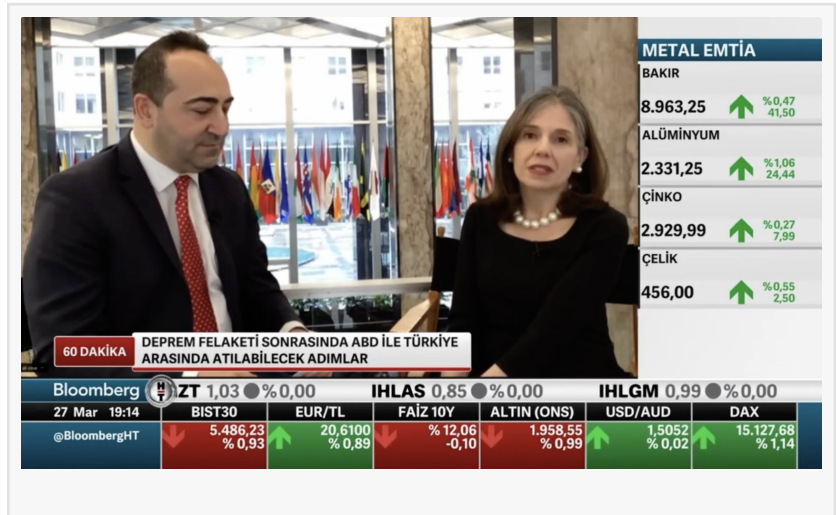 METAL EMTİA
BAKIR
8.963,25 %0,47
41,50
ALÜMİNYUM
2.331,25 %1,06
24,44
ÇİNKO
2.929,99 %0,27
7,99
ÇELİK
456,00 %0,55
2,50
60 DAKİKA
DEPREM FELAKETİ SONRASINDA ABD İLE TÜRKİYE
ARASINDA ATILABİLECEK ADIMLAR
Bloomberg HT ZT 1,03 %0,00 IHLAS 0,85 %0,00 IHLGM 0,99 %0,00
27 Mar 19:14 BIST30 EUR/TL FAİZ 10Y ALTIN (ONS) USD/AUD DAX
@BloombergHT 5.486,23 20,6100 %12,06 1.958,55 1,5052 15.127,68
%0,93 %0,89 -0,10 %0,99 %0,02 %1,14